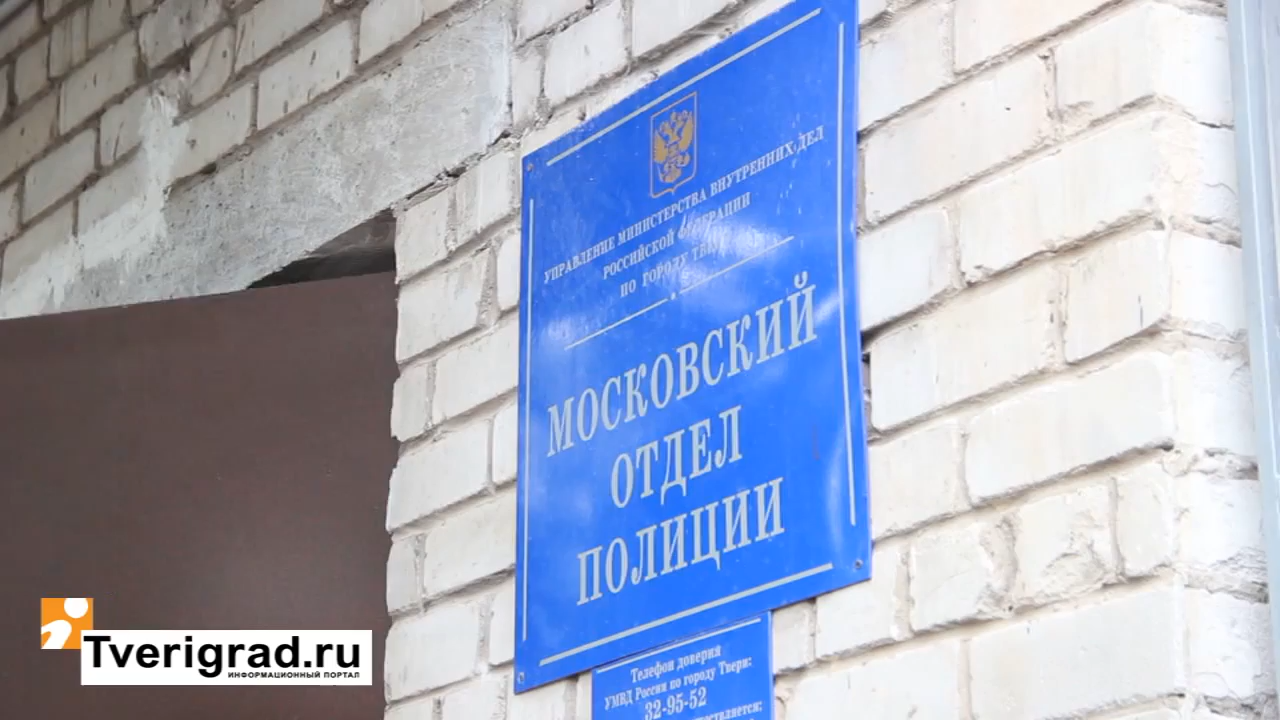 УПРАВЛЕНИЕ МИНИСТЕРСТВА ВНУТРЕННИХ ДЕЛ
РОССИЙСКОЙ ФЕДЕРАЦИИ
ПО ГОРОДУ ТВЕРИ
МОСКОВСКИЙ
ОТДЕЛ
ПОЛИЦИИ
Телефон доверия
УМВД России по городу Твери:
32-95-52
Tverigrad.ru
ИНФОРМАЦИОННЫЙ ПОРТАЛ